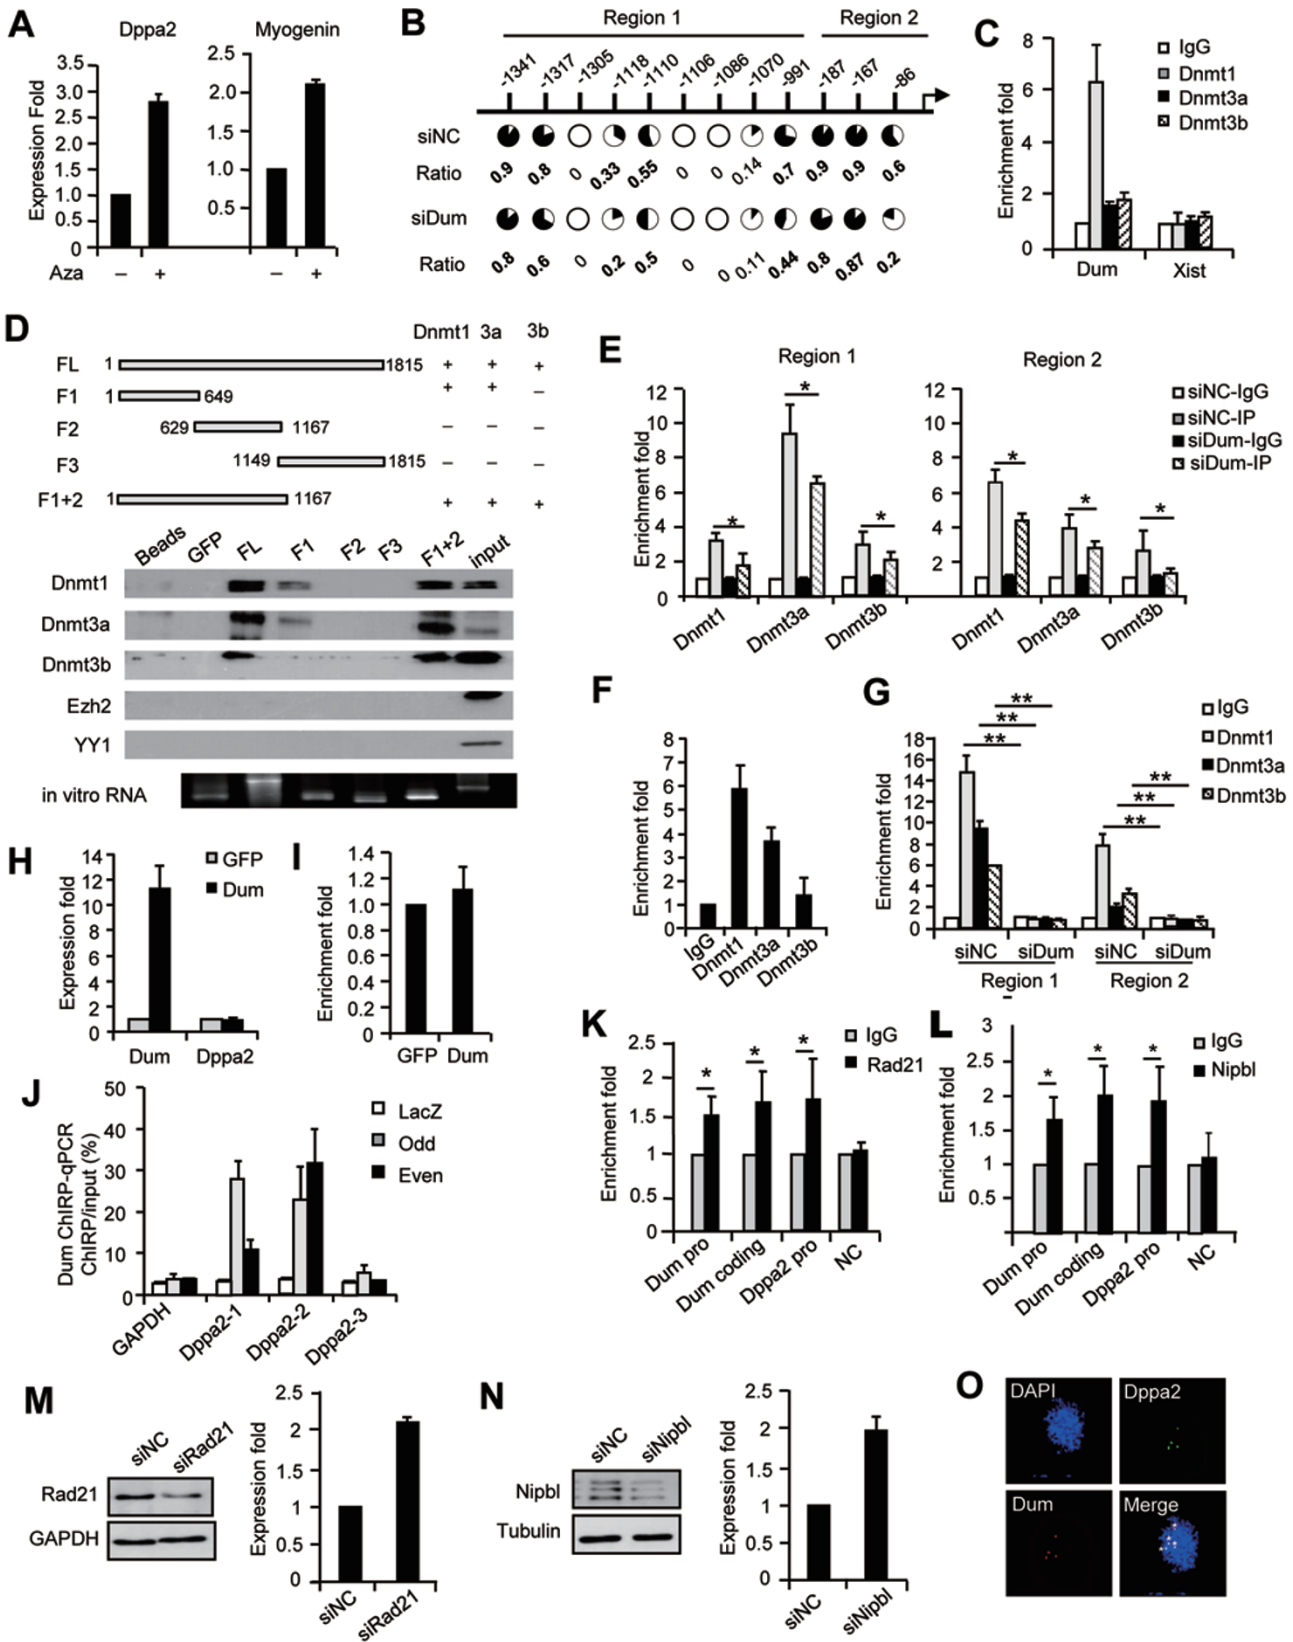 A
Dppa2
Myogenin
Expression Fold
3.5
3.0
2.5
2.0
1.5
1.0
0.5
0
2.5
2.0
1.5
1.0
0.5
Aza – + – +
B
Region 1 Region 2
-1341 -1317 -1305 -1118 -1110 -1106 -1086 -1070 -991 -187 -167 -86
siNC
Ratio 0.9 0.8 0 0.33 0.55 0 0 0.14 0.7 0.9 0.9 0.6
siDum
Ratio 0.8 0.6 0 0.2 0.5 0 0 0.11 0.44 0.8 0.87 0.2
C
Enrichment fold
8
6
4
2
0
IgG
Dnmt1
Dnmt3a
Dnmt3b
Dum Xist
D
Dnmt1 3a 3b
FL 1 1815 + + +
F1 1 649 + + –
F2 629 1167 – – –
F3 1149 1815 – – –
F1+2 1 1167 + + +
Beads GFP FL F1 F2 F3 F1+2 input
Dnmt1
Dnmt3a
Dnmt3b
Ezh2
YY1
in vitro RNA
E
Region 1 Region 2
Enrichment fold
12
10
8
6
4
2
0
* * *
Dnmt1 Dnmt3a Dnmt3b
12
10
8
6
4
2
* * *
Dnmt1 Dnmt3a Dnmt3b
siNC-IgG
siNC-IP
siDum-IgG
siDum-IP
F
Enrichment fold
8
7
6
5
4
3
2
1
0
IgG Dnmt1 Dnmt3a Dnmt3b
G
Enrichment fold
18
16
14
12
10
8
6
4
2
0
**
**
**
**
**
**
IgG
Dnmt1
Dnmt3a
Dnmt3b
siNC siDum siNC siDum
Region 1 Region 2
H
Expression fold
14
12
10
8
6
4
2
0
GFP
Dum
Dum Dppa2
I
Enrichment fold
1.4
1.2
1.0
0.8
0.6
0.4
0.2
0
GFP Dum
J
Dum ChIRP-qPCR
ChIRP/input (%)
50
40
30
20
10
0
LacZ
Odd
Even
GAPDH Dppa2-1 Dppa2-2 Dppa2-3
K
Enrichment fold
2.5
2
1.5
1
0.5
0
* * *
IgG
Rad21
Dum pro Dum coding Dppa2 pro NC
L
Enrichment fold
3
2.5
2
1.5
1
0.5
* * *
IgG
Nipbl
Dum pro Dum coding Dppa2 pro NC
M
siNC siRad21
Rad21
GAPDH
Expression fold
2.5
2
1.5
1
0.5
0
siNC siRad21
N
siNC siNipbl
Nipbl
Tubulin
Expression fold
2.5
2
1.5
1
0.5
0
siNC siNipbl
O
DAPI Dppa2
Dum Merge